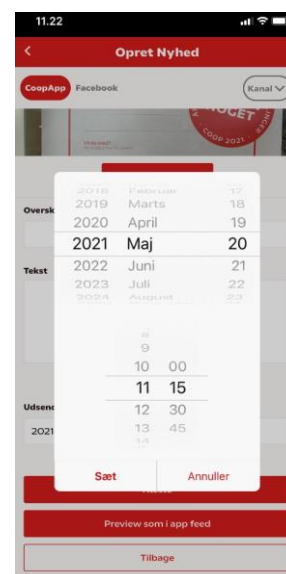 11.22
Opret Nyhed
CoopApp Facebook Kanal
COOP 2021
2018 Februar 17
2019 Marts 18
2020 April 19
2021 Maj 20
2022 Juni 21
2023 Juli 22
2024 August 23
Oversk
Tekst
8
9
10 00
11 15
12 30
13 45
14
Udsend
2021
Sæt Annuller
Preview som i app feed
Tilbage